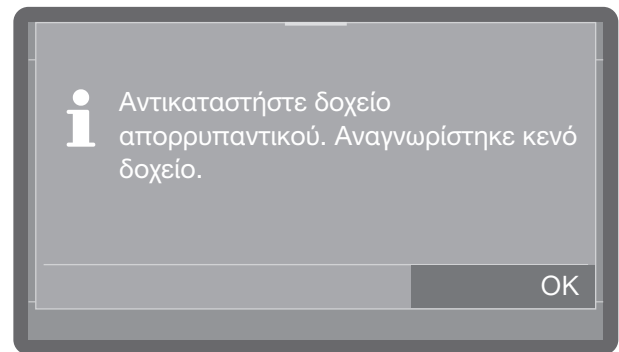 Αντικαταστήστε δοχείο
απορρυπαντικού. Αναγνωρίστηκε κενό
δοχείο.
OK